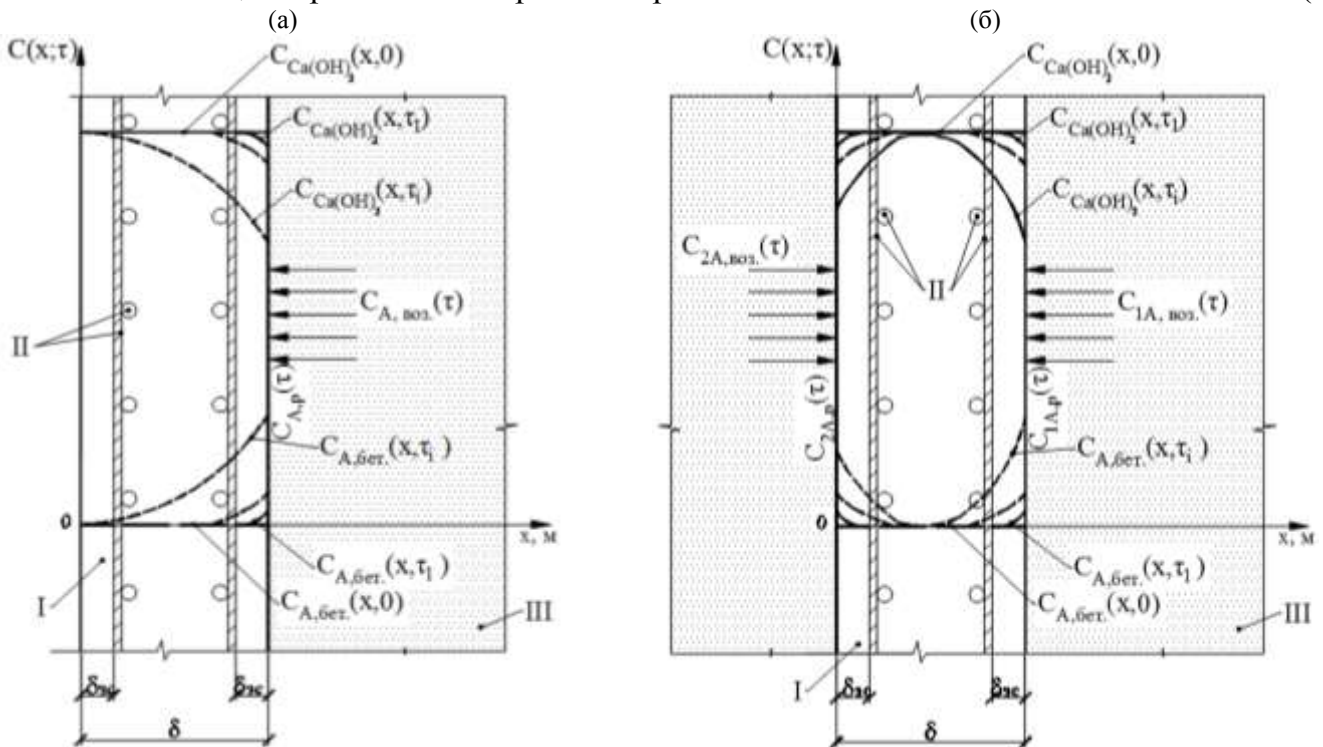 (а)
C(x;τ)
C_Ca(OH)₂(x,0)
C_Ca(OH)₂(x,τ₁)
C_Ca(OH)₂(x,τᵢ)
C_A, воз.(τ)
II
C_A,р(τ)
C_A,бет.(x,τᵢ)
0
x, м
C_A,бет.(x,τ₁)
C_A,бет.(x,0)
I
III
δзс
δзс
δ
(б)
C(x;τ)
C_Ca(OH)₂(x,0)
C_Ca(OH)₂(x,τ₁)
C_Ca(OH)₂(x,τᵢ)
C_2A,воз.(τ)
II
C_1A, воз.(τ)
C_2A,р(τ)
C_1A,р(τ)
C_A,бет.(x,τᵢ)
0
x, м
C_A,бет.(x,τ₁)
C_A,бет.(x,0)
I
III
δзс
δзс
δ